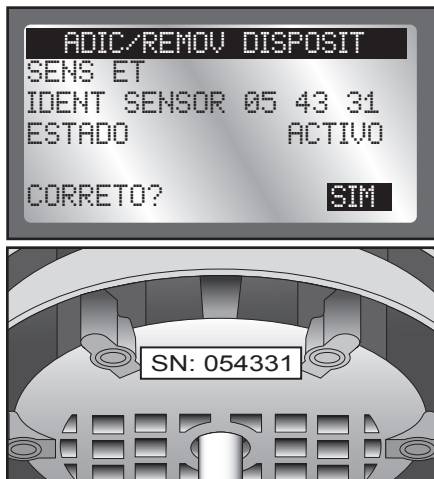 ADIC/REMOV DISPOSIT
SENS ET
IDENT SENSOR 05 43 31
ESTADO ACTIVO
CORRETO? SIM
SN: 054331